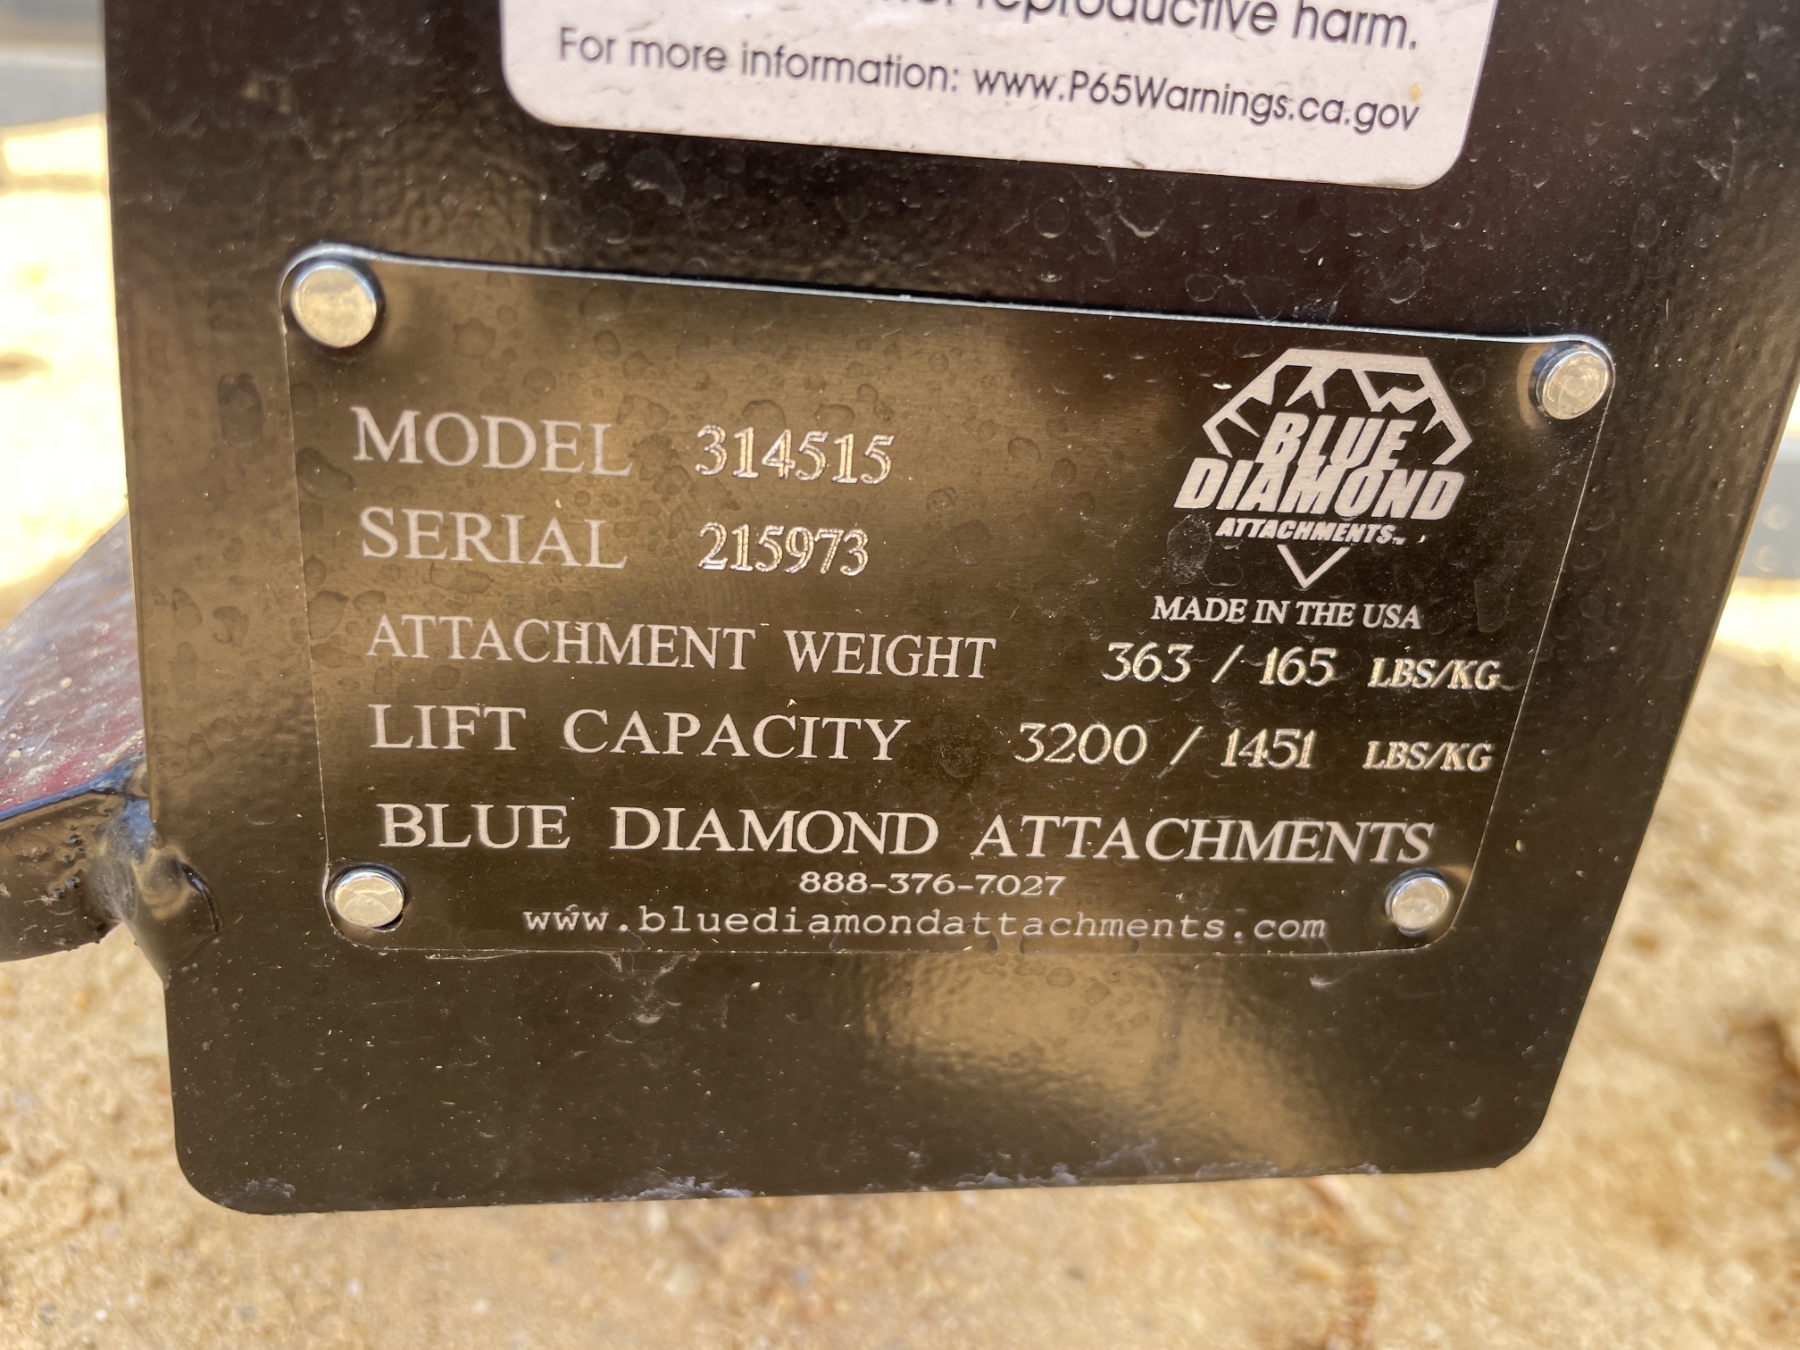 reproductive harm.
For more information: www.P65Warnings.ca.gov
BLUE
DIAMOND
ATTACHMENTS™
MADE IN THE USA
MODEL 314515
SERIAL 215973
ATTACHMENT WEIGHT 363 / 165 LBS/KG
LIFT CAPACITY 3200 / 1451 LBS/KG
BLUE DIAMOND ATTACHMENTS
888-376-7027
www.bluediamondattachments.com